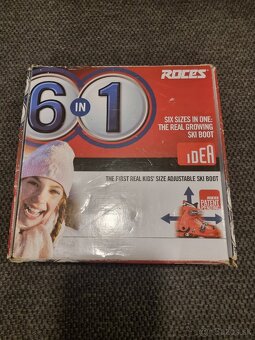 ROCES
6 IN 1
SIX SIZES IN ONE:
THE REAL GROWING
SKI BOOT
IDEA
THE FIRST REAL KIDS' SIZE ADJUSTABLE SKI BOOT
PATENT